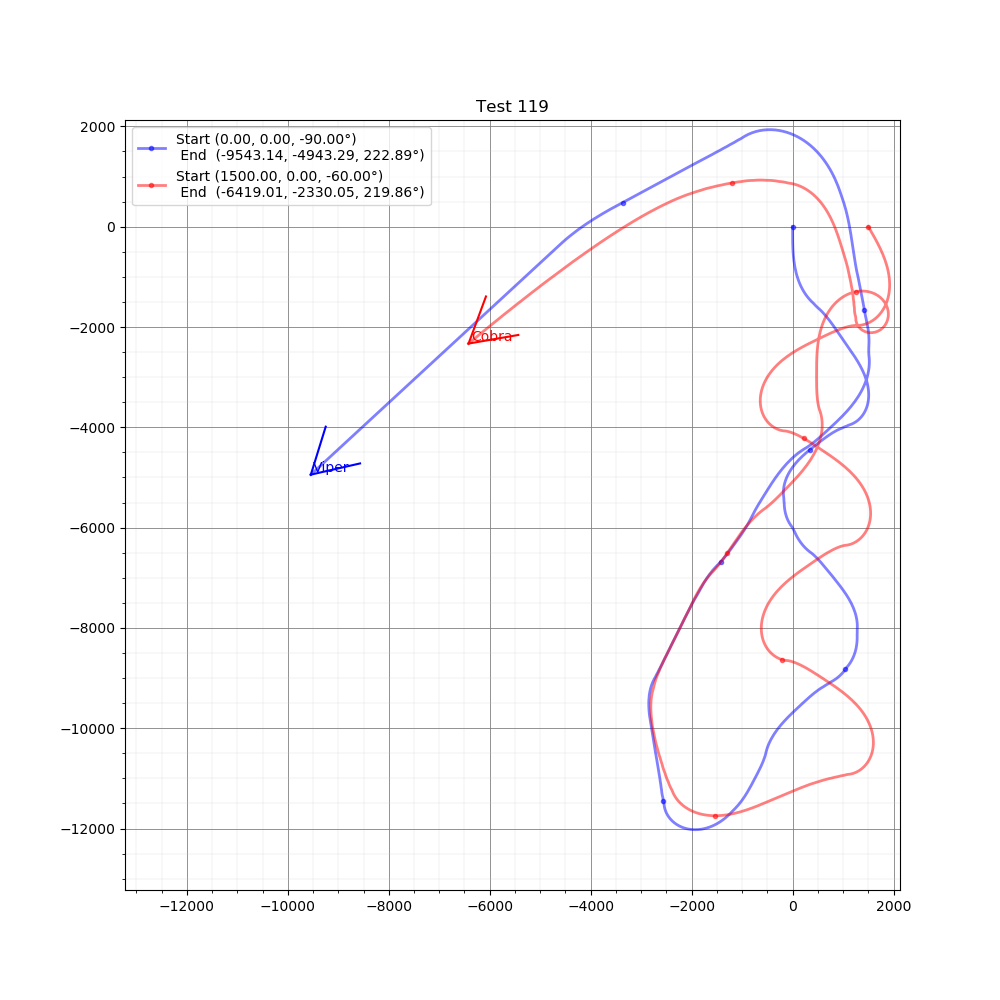 Test 119
Start (0.00, 0.00, -90.00°)
End  (-9543.14, -4943.29, 222.89°)
Start (1500.00, 0.00, -60.00°)
End  (-6419.01, -2330.05, 219.86°)
2000
0
−2000
−4000
−6000
−8000
−10000
−12000
Cobra
Viper
−12000 −10000 −8000 −6000 −4000 −2000 0 2000